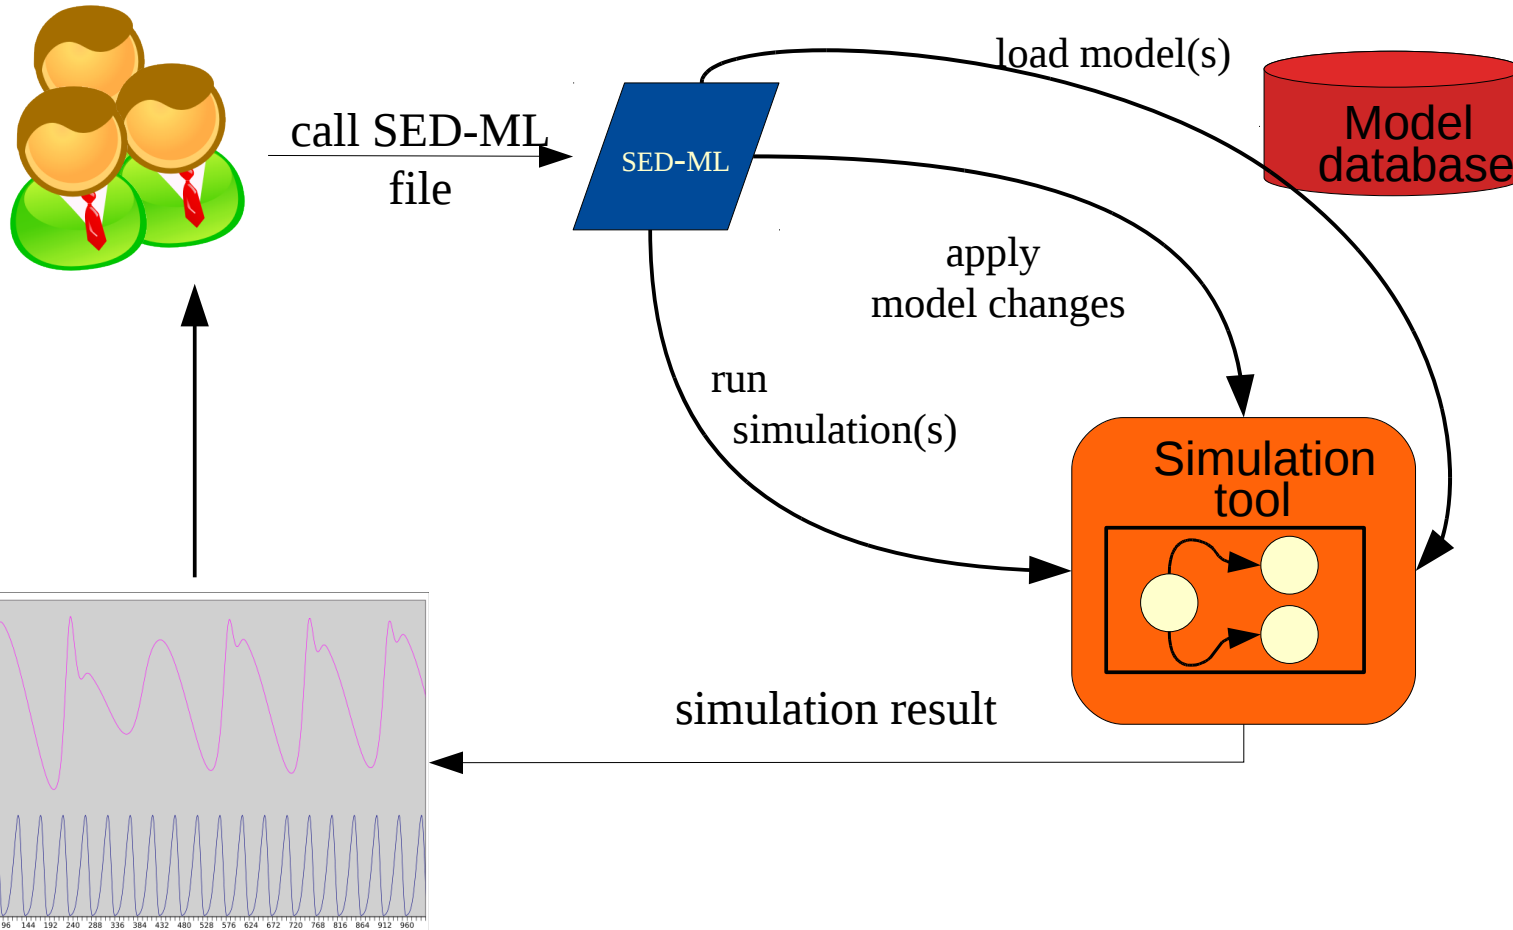 load model(s)
Model
database
call SED-ML
file
SED-ML
apply
model changes
run
simulation(s)
Simulation
tool
simulation result
96 144 192 240 288 336 384 432 480 528 576 624 672 720 768 816 864 912 960